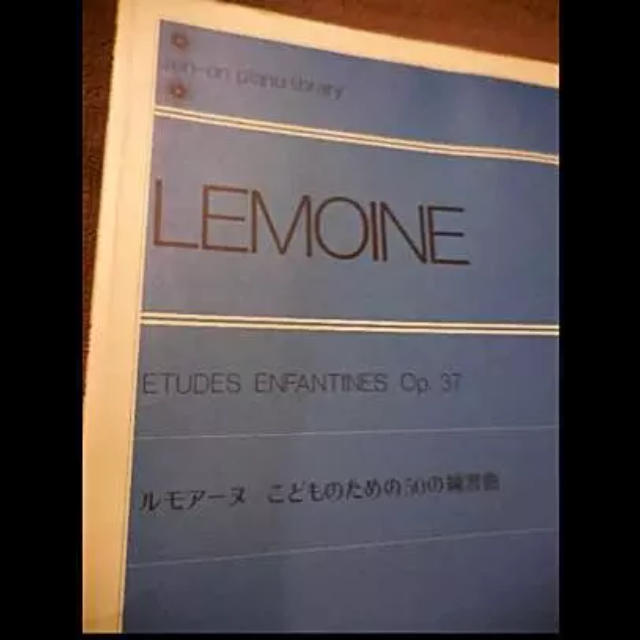 zen-on piano library
LEMOINE
ETUDES ENFANTINES Op. 37
ルモアーヌ こどものための50の練習曲